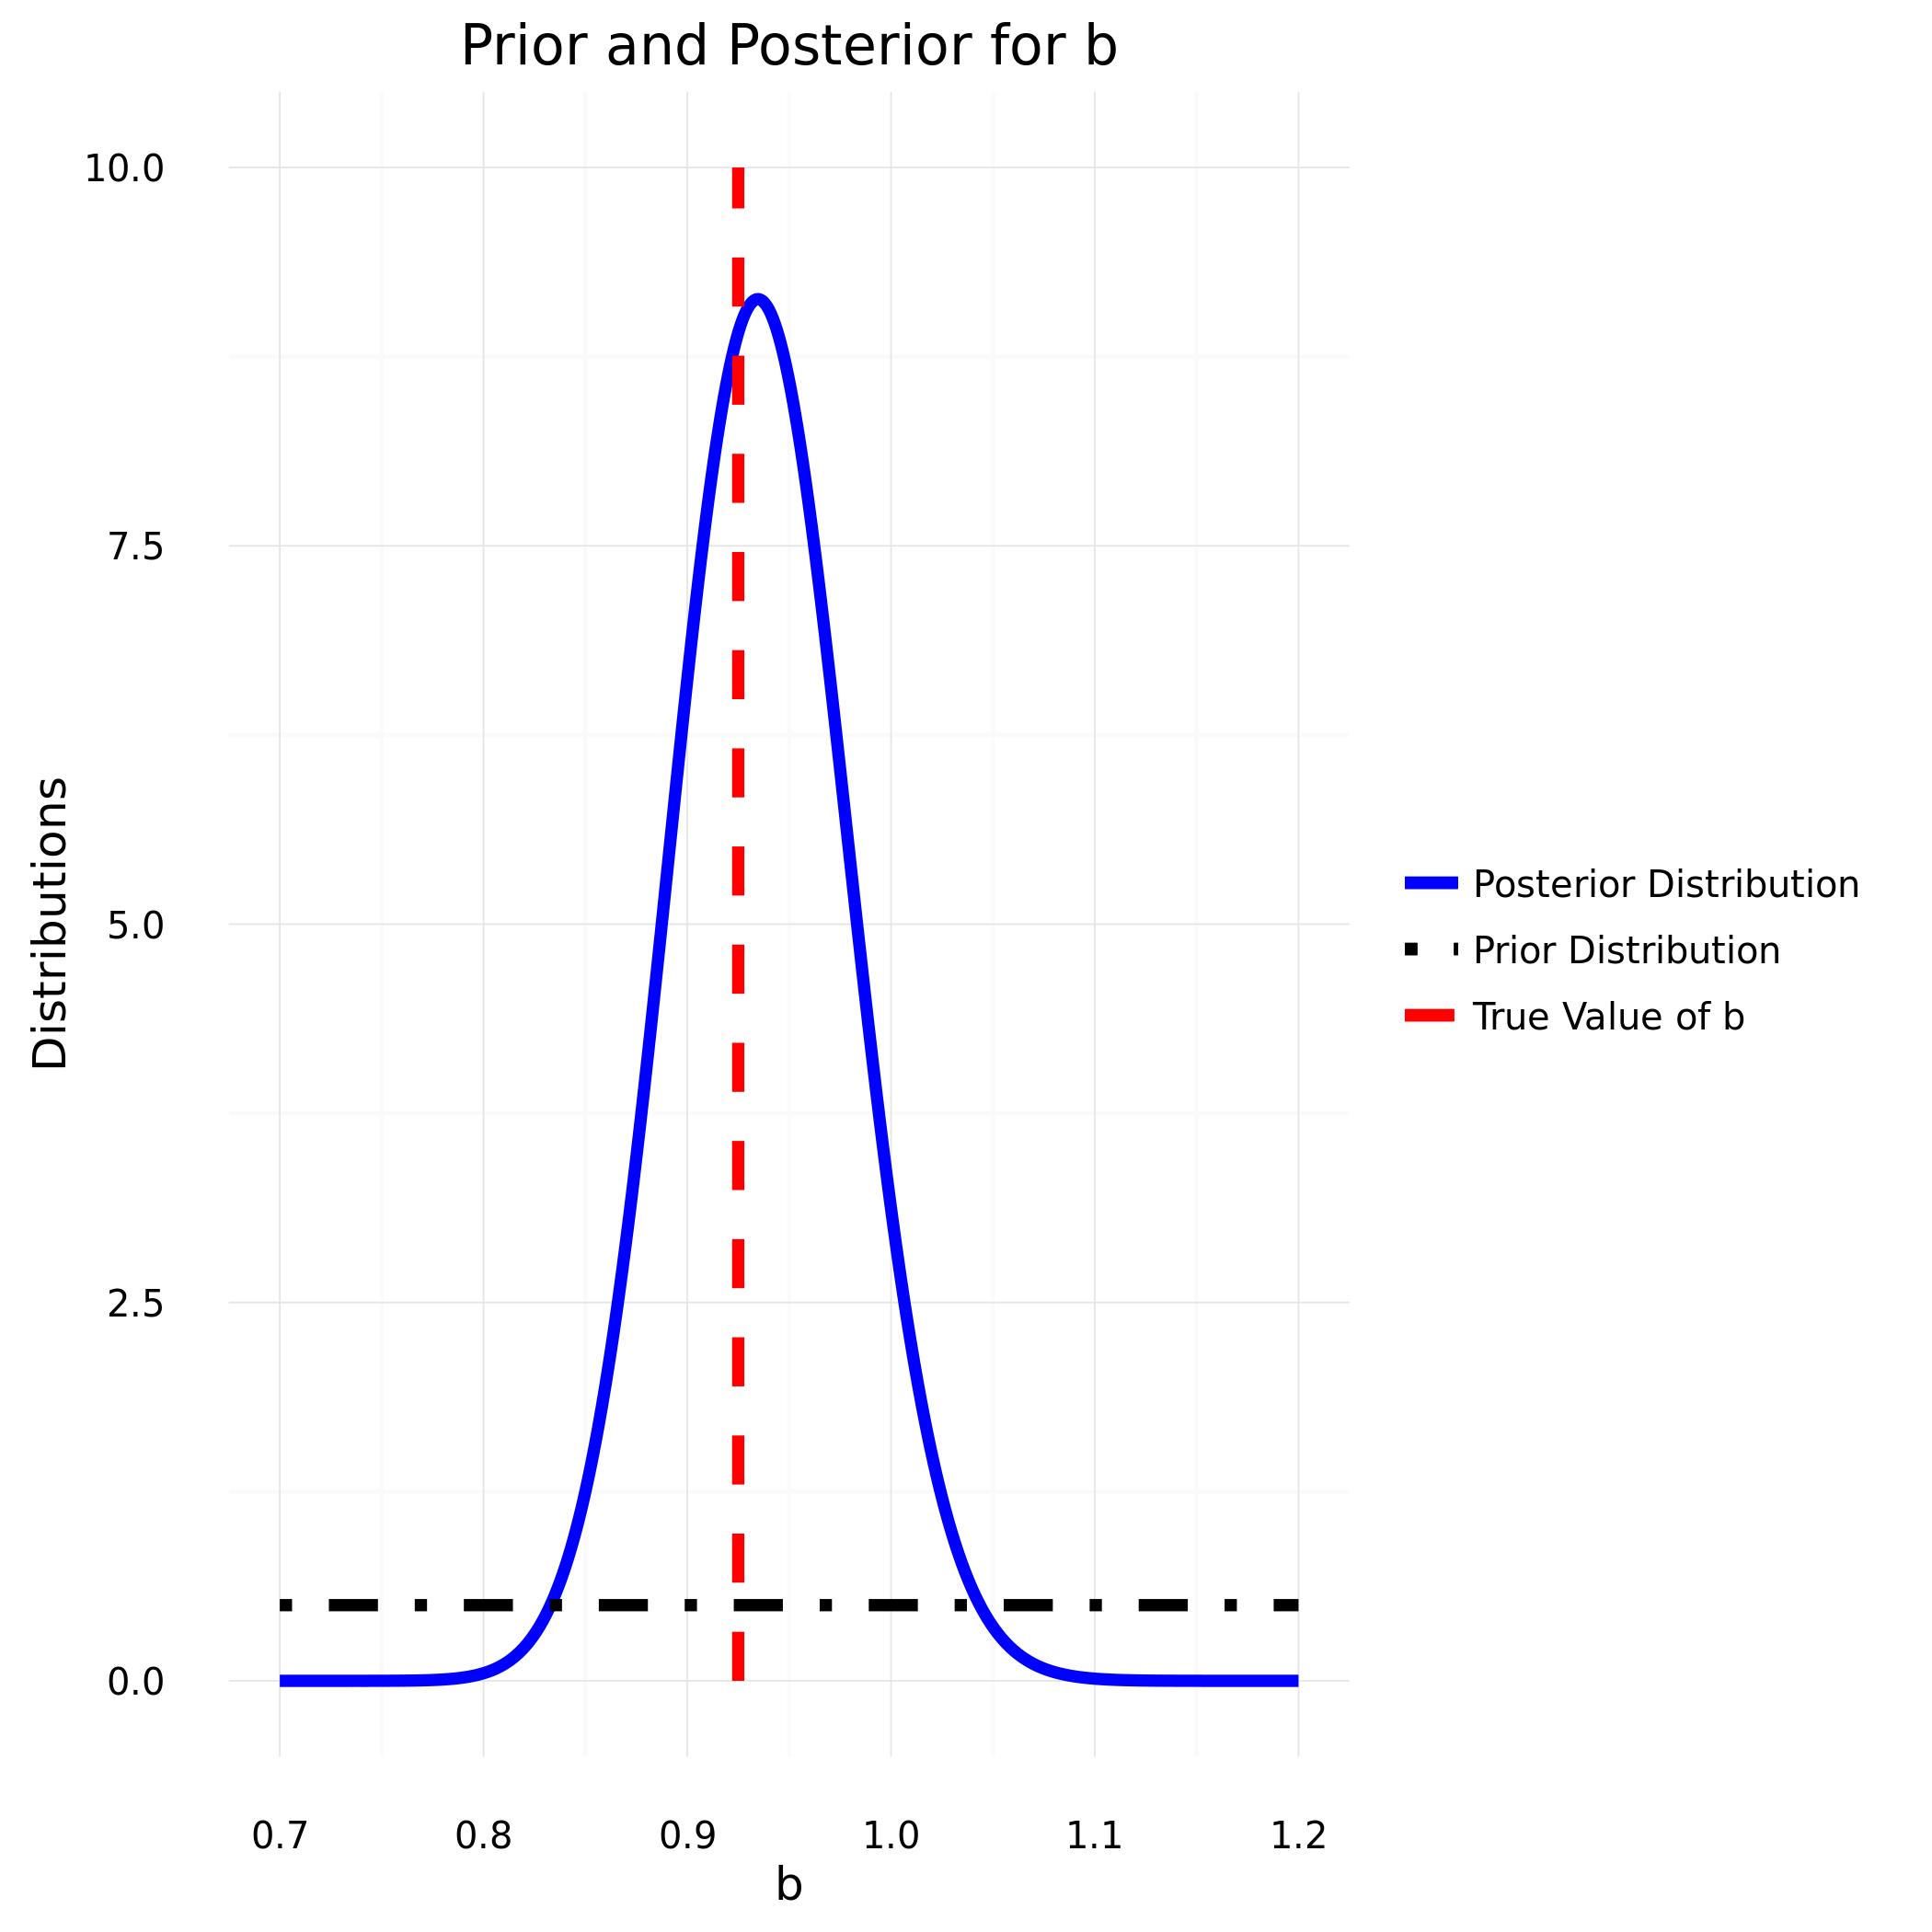 Prior and Posterior for b
Distributions
10.0
7.5
5.0
2.5
0.0
0.7 0.8 0.9 1.0 1.1 1.2
b
Posterior Distribution
Prior Distribution
True Value of b